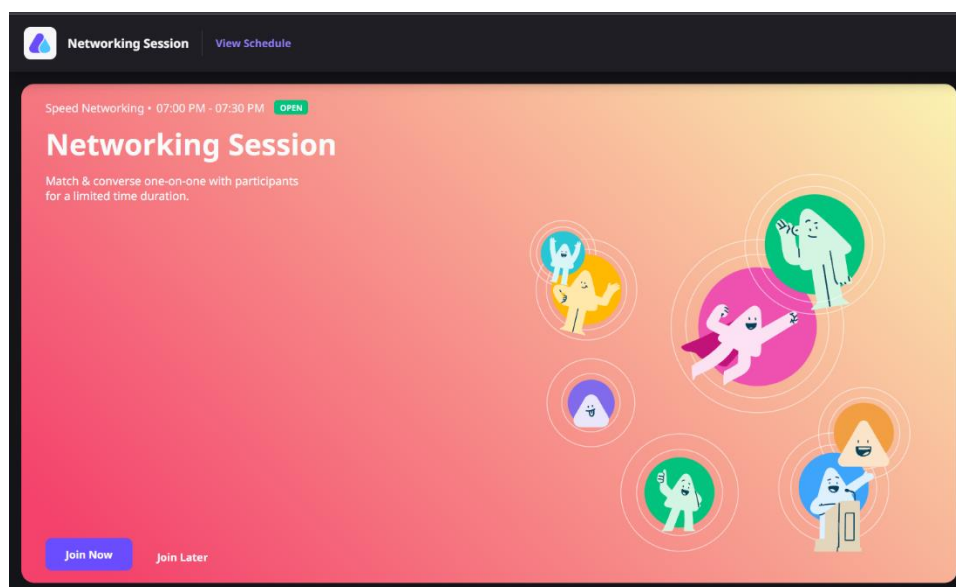 Networking Session View Schedule
Speed Networking • 07:00 PM - 07:30 PM OPEN
Networking Session
Match & converse one-on-one with participants
for a limited time duration.
Join Now Join Later